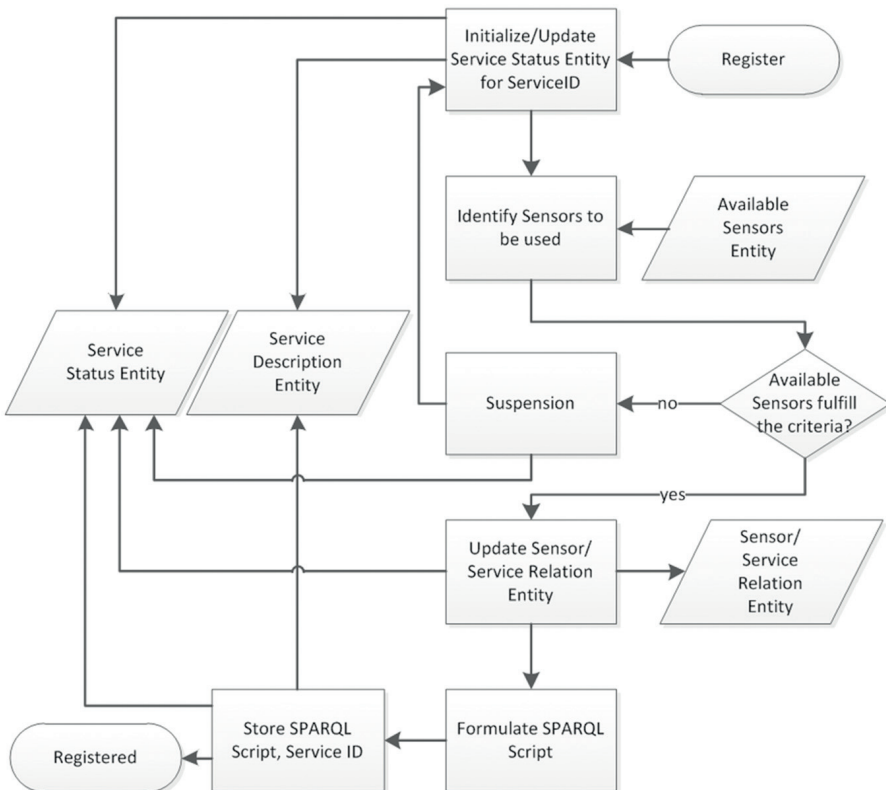 Initialize/Update
Service Status Entity
for ServiceID
Register
Identify Sensors to
be used
Available
Sensors
Entity
Service
Status Entity
Service
Description
Entity
Suspension
no
Available
Sensors fulfill
the criteria?
yes
Update Sensor/
Service Relation
Entity
Sensor/
Service
Relation
Entity
Registered
Store SPARQL
Script, Service ID
Formulate SPARQL
Script